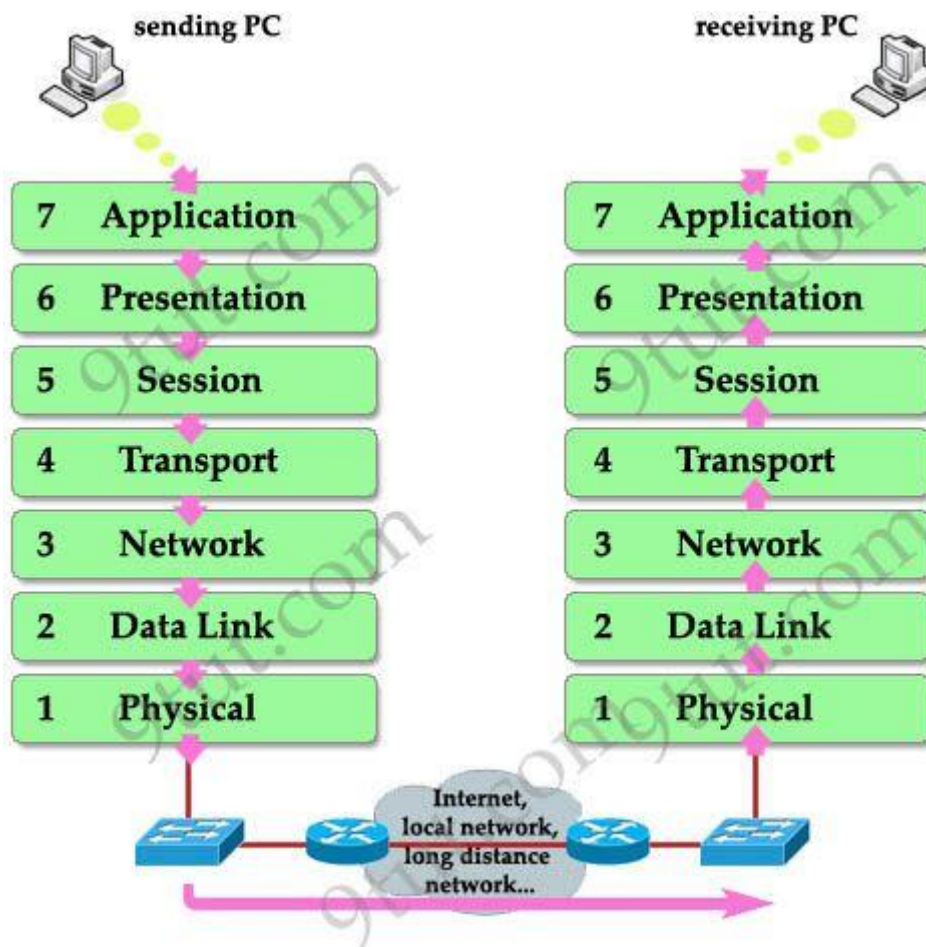 sending PC
receiving PC
7 Application
6 Presentation
5 Session
4 Transport
3 Network
2 Data Link
1 Physical
7 Application
6 Presentation
5 Session
4 Transport
3 Network
2 Data Link
1 Physical
Internet,
local network,
long distance
network...
9tut.com
9tut.com
9tut.com
9tut.com
9tut.com